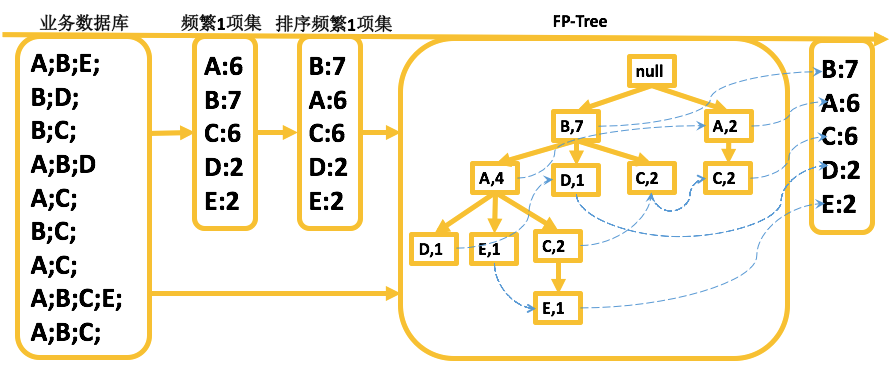 业务数据库
频繁1项集
排序频繁1项集
FP-Tree
A;B;E;
B;D;
B;C;
A;B;D
A;C;
B;C;
A;C;
A;B;C;E;
A;B;C;
A:6
B:7
C:6
D:2
E:2
B:7
A:6
C:6
D:2
E:2
null
B,7
A,2
A,4
D,1
C,2
C,2
D,1
E,1
C,2
E,1
B:7
A:6
C:6
D:2
E:2